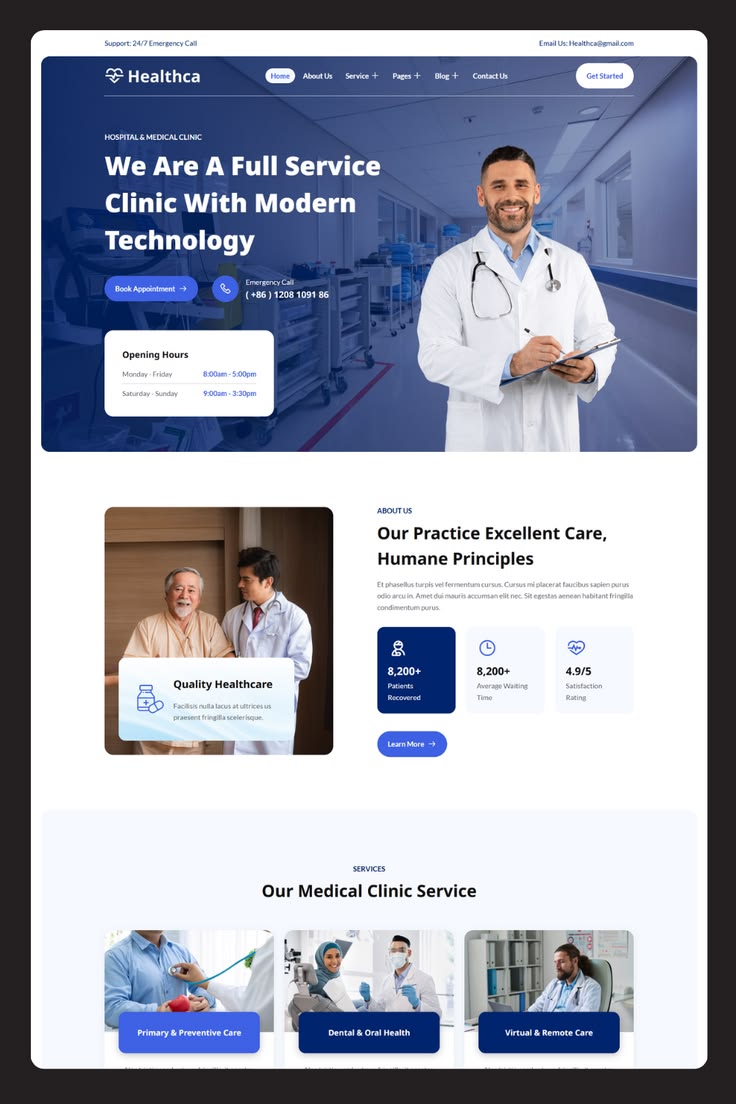 Support: 24/7 Emergency Call
Email Us: Healthca@gmail.com
Healthca
Home
About Us
Service +
Pages +
Blog +
Contact Us
Get Started
HOSPITAL & MEDICAL CLINIC
We Are A Full Service
Clinic With Modern
Technology
Book Appointment →
Emergency Call
( +86 ) 1208 1091 86
Opening Hours
Monday - Friday 8:00am - 5:00pm
Saturday - Sunday 9:00am - 3:30pm
Quality Healthcare
Facilisis nulla lacus at ultrices us
praesent fringilla scelerisque.
ABOUT US
Our Practice Excellent Care,
Humane Principles
Et phasellus turpis vel fermentum cursus. Cursus mi placerat faucibus sapien purus
odio arcu in. Amet dui mauris accumsan elit nec. Sit egestas aenean habitant fringilla
condimentum purus.
8,200+
Patients
Recovered
8,200+
Average Waiting
Time
4.9/5
Satisfaction
Rating
Learn More →
SERVICES
Our Medical Clinic Service
Primary & Preventive Care
Dental & Oral Health
Virtual & Remote Care